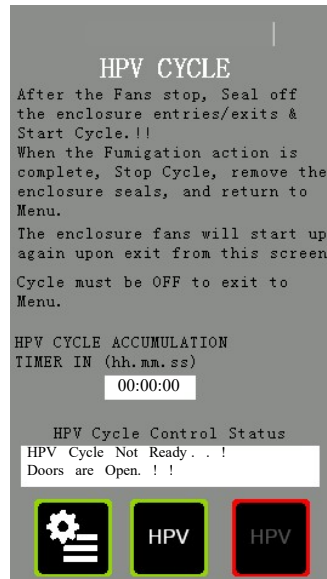 HPV CYCLE
After the Fans stop, Seal off
the enclosure entries/exits &
Start Cycle.!!
When the Fumigation action is
complete, Stop Cycle, remove the
enclosure seals, and return to
Menu.
The enclosure fans will start up
again upon exit from this screen
Cycle must be OFF to exit to
Menu.
HPV CYCLE ACCUMULATION
TIMER IN (hh.mm.ss)
00:00:00
HPV Cycle Control Status
HPV Cycle Not Ready . . !
Doors are Open. ! !
HPV
HPV